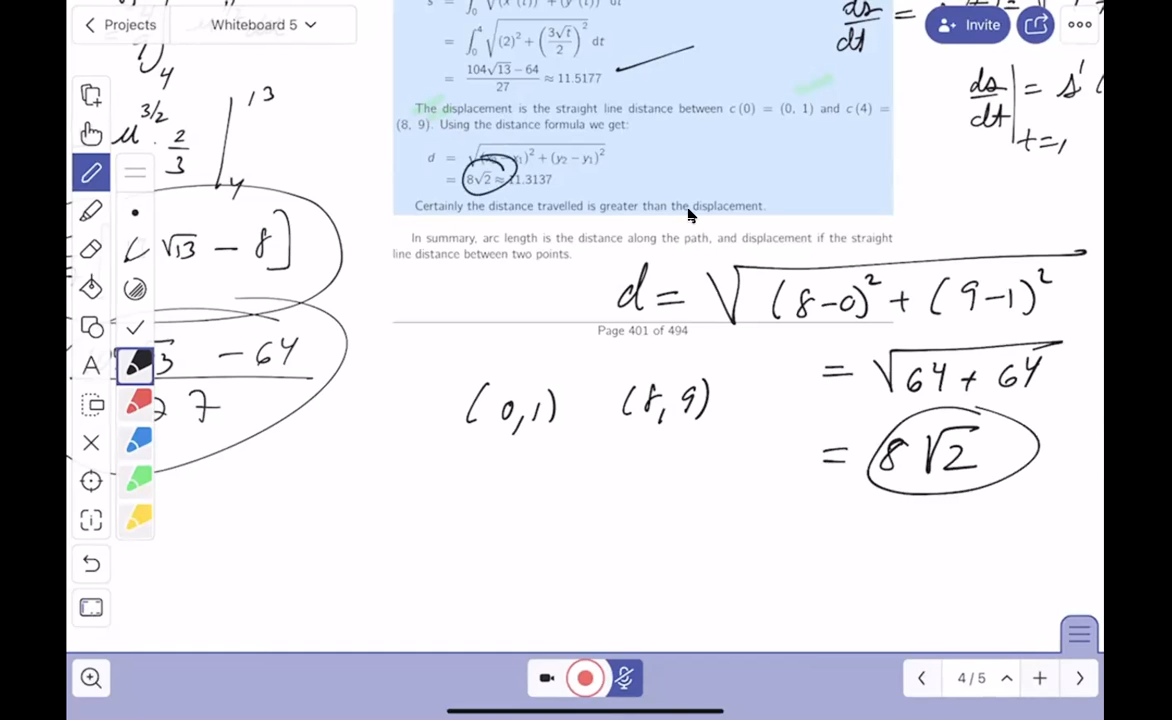 Projects
Whiteboard 5
Invite
= ∫₀⁴ √((2)² + (3√t/2)²) dt
= (104√13 − 64)/27 ≈ 11.5177
The displacement is the straight line distance between c(0) = (0, 1) and c(4) =
(8, 9). Using the distance formula we get:
+ (y₂ − y₁)²
d =
= 8√2 ≈ 11.3137
Certainly the distance travelled is greater than the displacement.
In summary, arc length is the distance along the path, and displacement if the straight
line distance between two points.
Page 401 of 494
ds/dt =
ds/dt | t=1 = s'
u^(3/2) · 2/3 |
13
4
√13 − 8]
3 − 64
27
d = √((8−0)² + (9−1)²)
= √(64 + 64)
= 8√2
(0,1) (8,9)
A
4/5